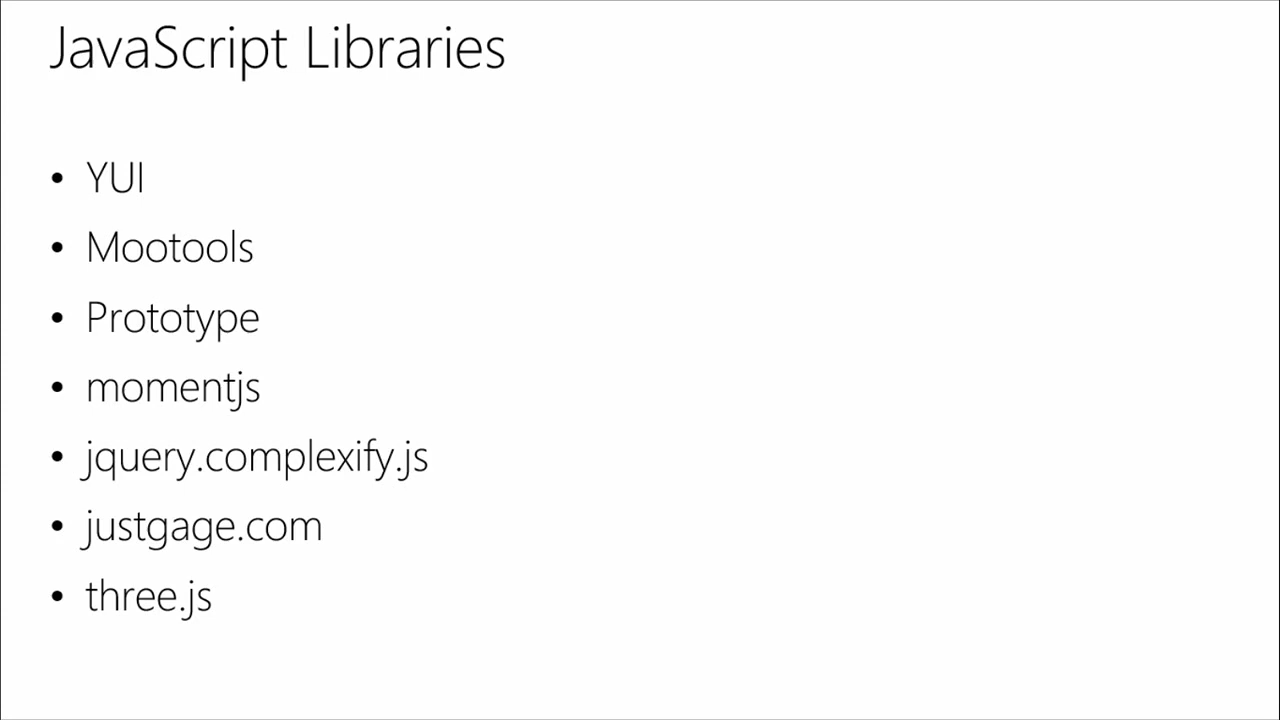 JavaScript Libraries
• YUI
• Mootools
• Prototype
• momentjs
• jquery.complexify.js
• justgage.com
• three.js